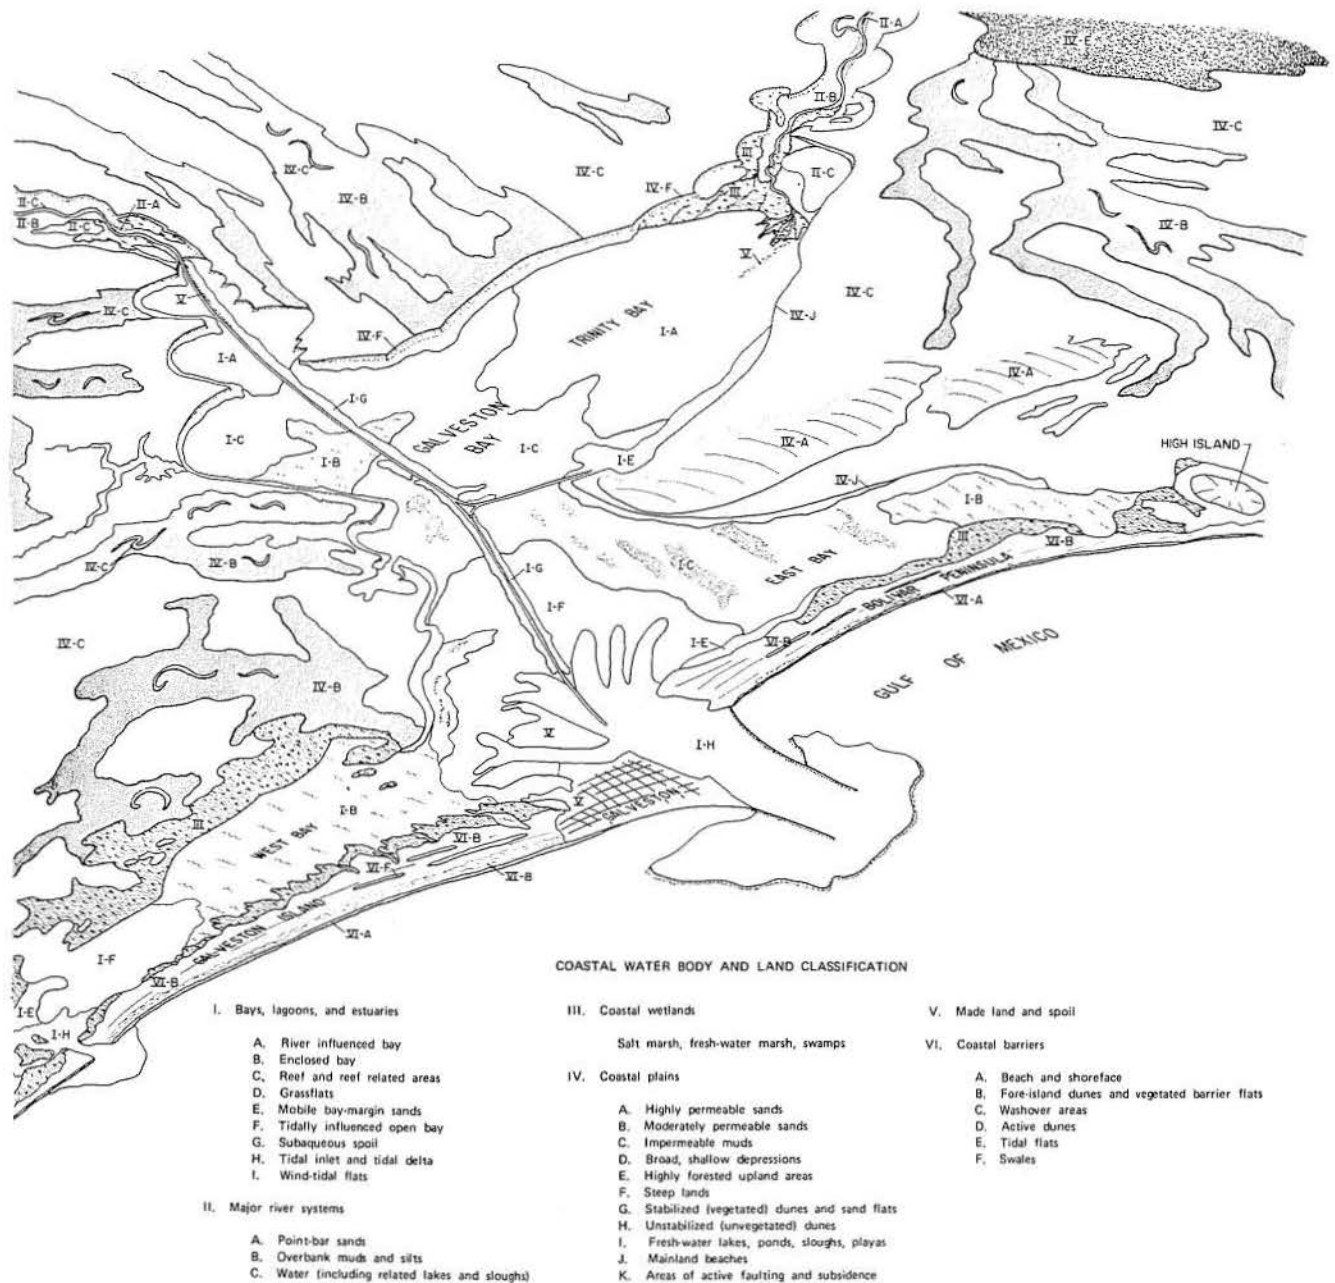 II-A
IV-E
II-B
IV-C
III
IV-C
IV-C
II-C
IV-F
III
IV-B
II-C
II-A
II-B
II-C
IV-B
V
V
IV-C
IV-C
IV-J
IV-F
TRINITY BAY
I-A
I-A
IV-A
I-G
GALVESTON
BAY
I-C
I-B
I-C
I-E
IV-A
HIGH ISLAND
IV-J
I-B
III
VI-B
IV-C
IV-B
I-G
I-C
EAST BAY
BOLIVAR PENINSULA
VI-A
I-F
IV-C
I-E
VI-B
GULF OF MEXICO
IV-B
V
I-H
V
GALVESTON
III
I-B
WEST BAY
VI-B
VI-F
VI-B
GALVESTON ISLAND
VI-A
I-F
VI-B
I-E
I-H
COASTAL WATER BODY AND LAND CLASSIFICATION
I. Bays, lagoons, and estuaries
A. River influenced bay
B. Enclosed bay
C. Reef and reef related areas
D. Grassflats
E. Mobile bay-margin sands
F. Tidally influenced open bay
G. Subaqueous spoil
H. Tidal inlet and tidal delta
I. Wind-tidal flats
II. Major river systems
A. Point-bar sands
B. Overbank muds and silts
C. Water (including related lakes and sloughs)
III. Coastal wetlands
Salt marsh, fresh-water marsh, swamps
IV. Coastal plains
A. Highly permeable sands
B. Moderately permeable sands
C. Impermeable muds
D. Broad, shallow depressions
E. Highly forested upland areas
F. Steep lands
G. Stabilized (vegetated) dunes and sand flats
H. Unstabilized (unvegetated) dunes
I. Fresh-water lakes, ponds, sloughs, playas
J. Mainland beaches
K. Areas of active faulting and subsidence
V. Made land and spoil
VI. Coastal barriers
A. Beach and shoreface
B. Fore-island dunes and vegetated barrier flats
C. Washover areas
D. Active dunes
E. Tidal flats
F. Swales